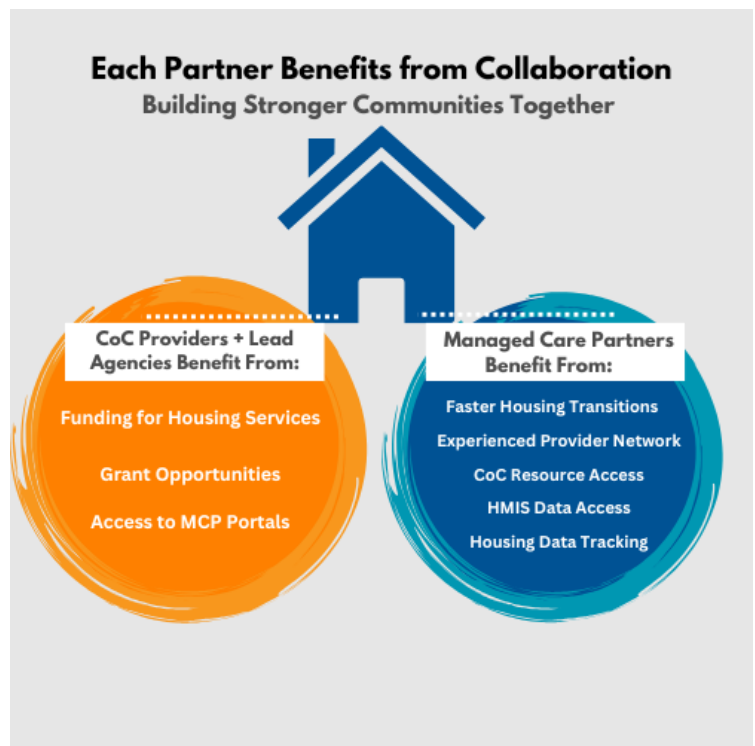 Each Partner Benefits from Collaboration
Building Stronger Communities Together
CoC Providers + Lead
Agencies Benefit From:
Funding for Housing Services
Grant Opportunities
Access to MCP Portals
Managed Care Partners
Benefit From:
Faster Housing Transitions
Experienced Provider Network
CoC Resource Access
HMIS Data Access
Housing Data Tracking